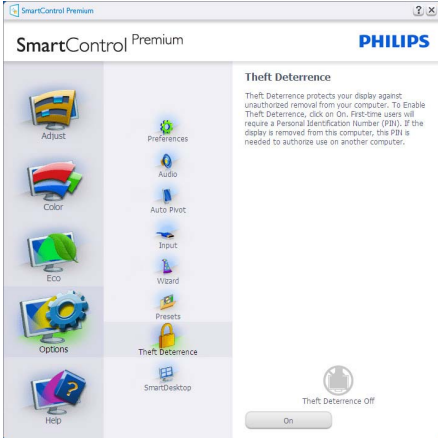 SmartControl Premium
SmartControl Premium
PHILIPS
Adjust
Color
Eco
Options
Help
Preferences
Audio
Auto Pivot
Input
Wizard
Presets
Theft Deterrence
SmartDesktop
Theft Deterrence
Theft Deterrence protects your display against
unauthorized removal from your computer. To Enable
Theft Deterrence, click on On. First-time users will
require a Personal Identification Number (PIN). If the
display is removed from this computer, this PIN is
needed to authorize use on another computer.
Theft Deterrence Off
On